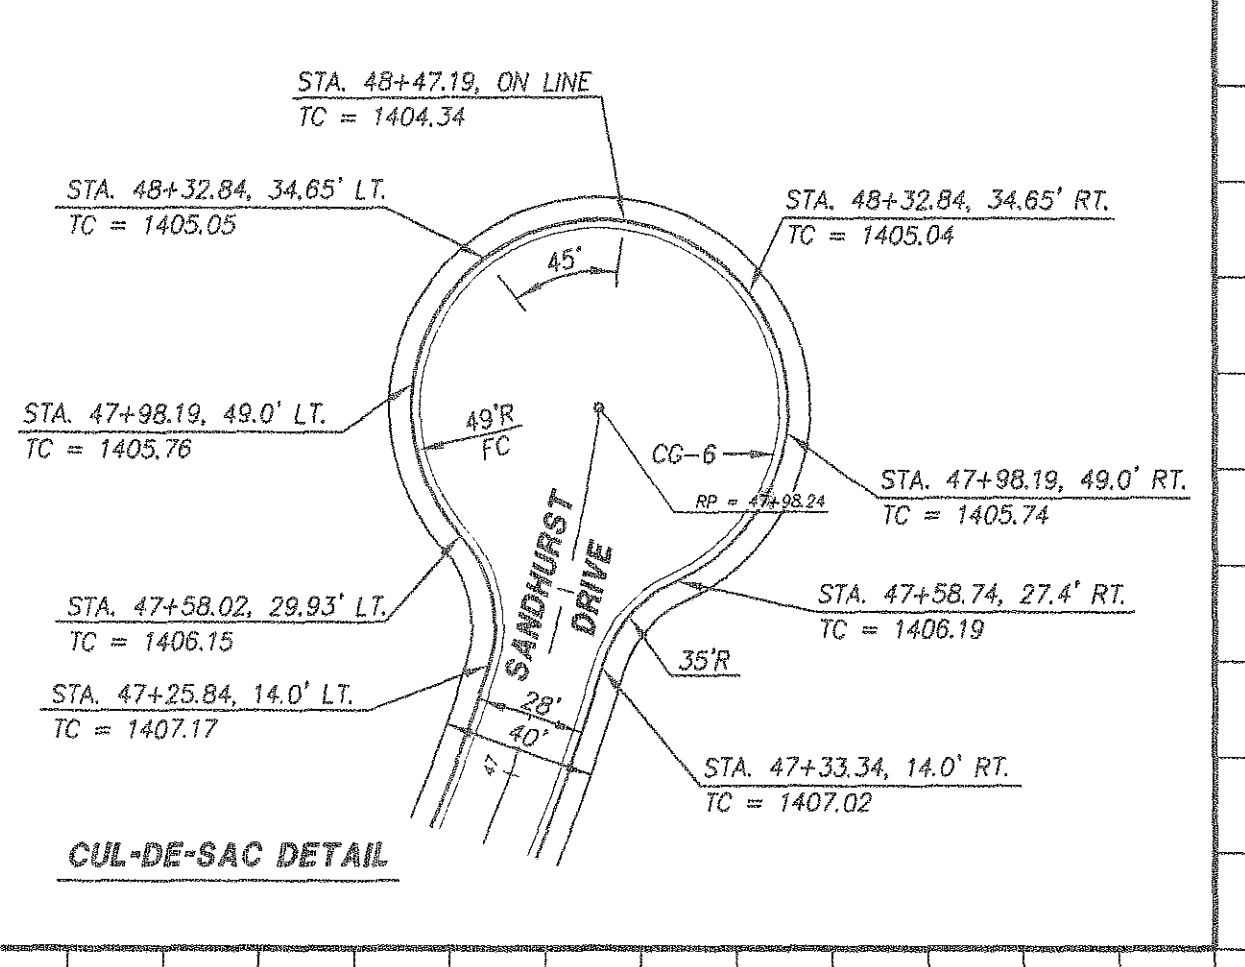 STA. 48+47.19, ON LINE
TC = 1404.34
STA. 48+32.84, 34.65' LT.
TC = 1405.05
STA. 48+32.84, 34.65' RT.
TC = 1405.04
45°
STA. 47+98.19, 49.0' LT.
TC = 1405.76
49'R
FC
CG-6
RP = 47+98.24
STA. 47+98.19, 49.0' RT.
TC = 1405.74
SANDHURST
DRIVE
STA. 47+58.02, 29.93' LT.
TC = 1406.15
STA. 47+58.74, 27.4' RT.
TC = 1406.19
35'R
STA. 47+25.84, 14.0' LT.
TC = 1407.17
28'
40'
47
STA. 47+33.34, 14.0' RT.
TC = 1407.02
CUL-DE-SAC DETAIL